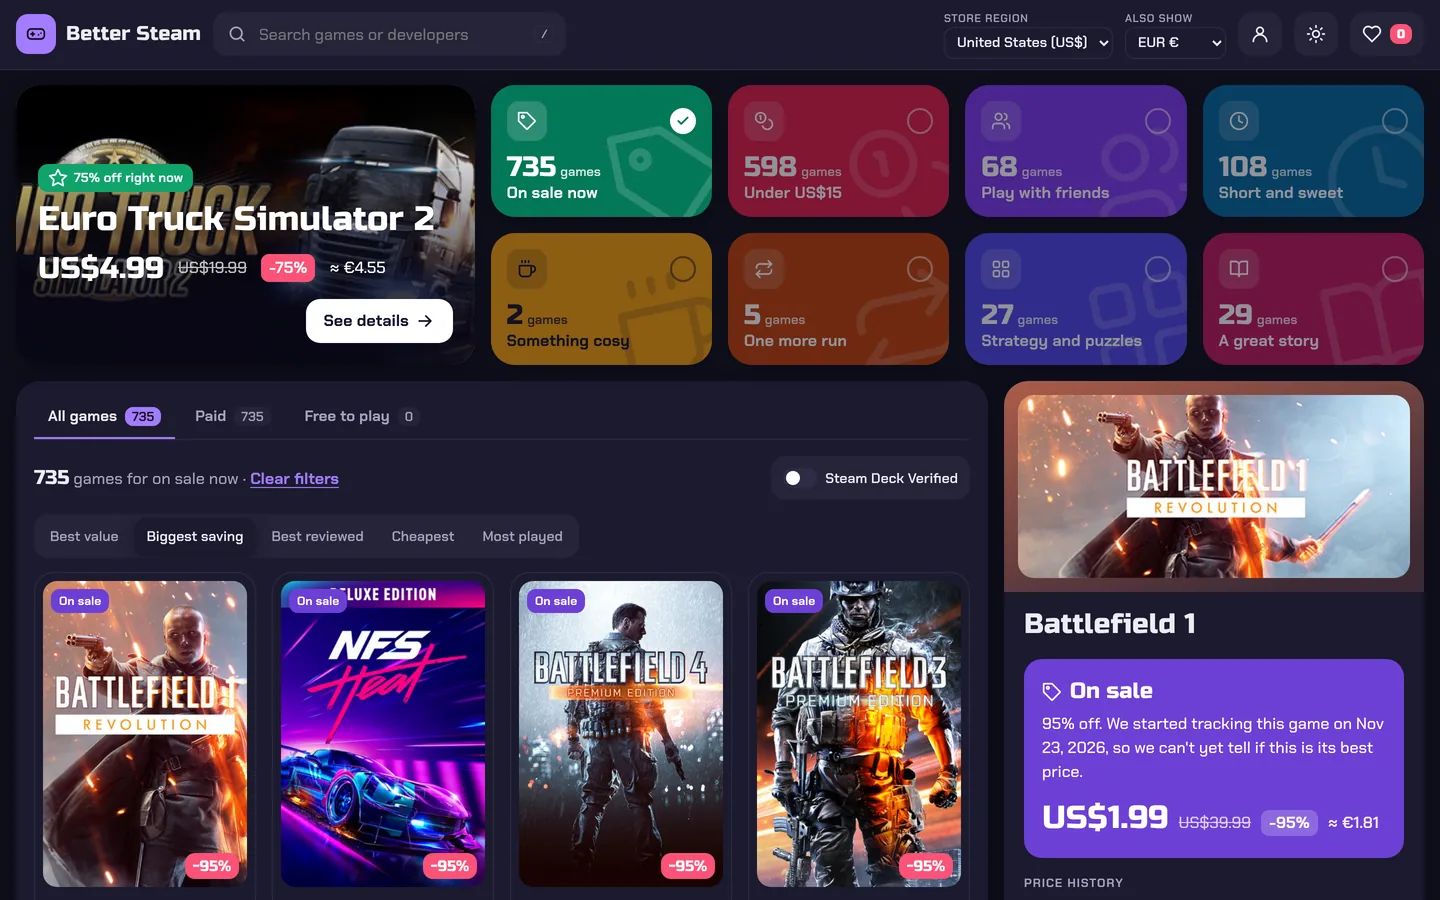 Better Steam
Search games or developers
/
STORE REGION
United States (US$)
ALSO SHOW
EUR €
0
75% off right now
Euro Truck Simulator 2
US$4.99 US$19.99 -75% ≈ €4.55
See details →
735 games
On sale now
598 games
Under US$15
68 games
Play with friends
108 games
Short and sweet
2 games
Something cosy
5 games
One more run
27 games
Strategy and puzzles
29 games
A great story
All games 735
Paid 735
Free to play 0
735 games for on sale now · Clear filters
Steam Deck Verified
Best value
Biggest saving
Best reviewed
Cheapest
Most played
On sale
BATTLEFIELD 1
REVOLUTION
-95%
On sale
DELUXE EDITION
NFS
Heat
-95%
On sale
BATTLEFIELD 4
PREMIUM EDITION
-95%
On sale
BATTLEFIELD 3
PREMIUM EDITION
-95%
BATTLEFIELD 1
REVOLUTION
Battlefield 1
On sale
95% off. We started tracking this game on Nov
23, 2026, so we can't yet tell if this is its best
price.
US$1.99 US$39.99 -95% ≈ €1.81
PRICE HISTORY